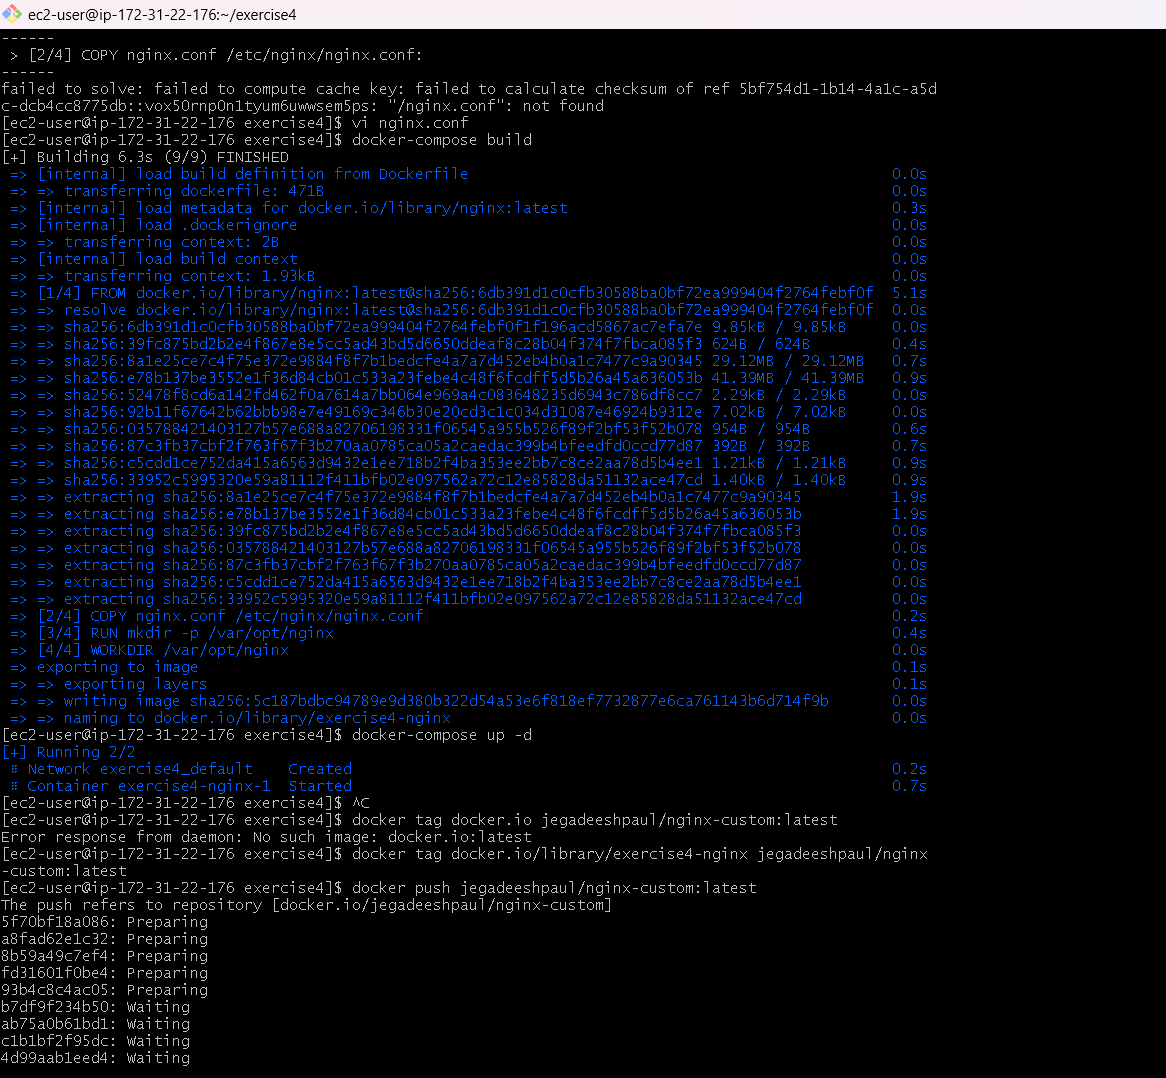 ec2-user@ip-172-31-22-176:~/exercise4
------
 > [2/4] COPY nginx.conf /etc/nginx/nginx.conf:
------
failed to solve: failed to compute cache key: failed to calculate checksum of ref 5bf754d1-1b14-4a1c-a5d
c-dcb4cc8775db::vox50rnp0n1tyum6uwwsem5ps: "/nginx.conf": not found
[ec2-user@ip-172-31-22-176 exercise4]$ vi nginx.conf
[ec2-user@ip-172-31-22-176 exercise4]$ docker-compose build
[+] Building 6.3s (9/9) FINISHED
 => [internal] load build definition from Dockerfile 0.0s
 => => transferring dockerfile: 471B 0.0s
 => [internal] load metadata for docker.io/library/nginx:latest 0.3s
 => [internal] load .dockerignore 0.0s
 => => transferring context: 2B 0.0s
 => [internal] load build context 0.0s
 => => transferring context: 1.93kB 0.0s
 => [1/4] FROM docker.io/library/nginx:latest@sha256:6db391d1c0cfb30588ba0bf72ea999404f2764febf0f 5.1s
 => => resolve docker.io/library/nginx:latest@sha256:6db391d1c0cfb30588ba0bf72ea999404f2764febf0f 0.0s
 => => sha256:6db391d1c0cfb30588ba0bf72ea999404f2764febf0f1f196acd5867ac7efa7e 9.85kB / 9.85kB 0.0s
 => => sha256:39fc875bd2b2e4f867e8e5cc5ad43bd5d6650ddeaf8c28b04f374f7fbca085f3 624B / 624B 0.4s
 => => sha256:8a1e25ce7c4f75e372e9884f8f7b1bedcfe4a7a7d452eb4b0a1c7477c9a90345 29.12MB / 29.12MB 0.7s
 => => sha256:e78b137be3552e1f36d84cb01c533a23febe4c48f6fcdff5d5b26a45a636053b 41.39MB / 41.39MB 0.9s
 => => sha256:52478f8cd6a142fd462f0a7614a7bb064e969a4c083648235d6943c786df8cc7 2.29kB / 2.29kB 0.0s
 => => sha256:92b11f67642b62bbb98e7e49169c346b30e20cd3c1c034d31087e46924b9312e 7.02kB / 7.02kB 0.0s
 => => sha256:035788421403127b57e688a82706198331f06545a955b526f89f2bf53f52b078 954B / 954B 0.6s
 => => sha256:87c3fb37cbf2f763f67f3b270aa0785ca05a2caedac399b4bfeedfd0ccd77d87 392B / 392B 0.7s
 => => sha256:c5cdd1ce752da415a6563d9432e1ee718b2f4ba353ee2bb7c8ce2aa78d5b4ee1 1.21kB / 1.21kB 0.9s
 => => sha256:33952c5995320e59a81112f411bfb02e097562a72c12e85828da51132ace47cd 1.40kB / 1.40kB 0.9s
 => => extracting sha256:8a1e25ce7c4f75e372e9884f8f7b1bedcfe4a7a7d452eb4b0a1c7477c9a90345 1.9s
 => => extracting sha256:e78b137be3552e1f36d84cb01c533a23febe4c48f6fcdff5d5b26a45a636053b 1.9s
 => => extracting sha256:39fc875bd2b2e4f867e8e5cc5ad43bd5d6650ddeaf8c28b04f374f7fbca085f3 0.0s
 => => extracting sha256:035788421403127b57e688a82706198331f06545a955b526f89f2bf53f52b078 0.0s
 => => extracting sha256:87c3fb37cbf2f763f67f3b270aa0785ca05a2caedac399b4bfeedfd0ccd77d87 0.0s
 => => extracting sha256:c5cdd1ce752da415a6563d9432e1ee718b2f4ba353ee2bb7c8ce2aa78d5b4ee1 0.0s
 => => extracting sha256:33952c5995320e59a81112f411bfb02e097562a72c12e85828da51132ace47cd 0.0s
 => [2/4] COPY nginx.conf /etc/nginx/nginx.conf 0.2s
 => [3/4] RUN mkdir -p /var/opt/nginx 0.4s
 => [4/4] WORKDIR /var/opt/nginx 0.0s
 => exporting to image 0.1s
 => => exporting layers 0.1s
 => => writing image sha256:5c187bdbc94789e9d380b322d54a53e6f818ef7732877e6ca761143b6d714f9b 0.0s
 => => naming to docker.io/library/exercise4-nginx 0.0s
[ec2-user@ip-172-31-22-176 exercise4]$ docker-compose up -d
[+] Running 2/2
 ⠿ Network exercise4_default Created 0.2s
 ⠿ Container exercise4-nginx-1 Started 0.7s
[ec2-user@ip-172-31-22-176 exercise4]$ ^C
[ec2-user@ip-172-31-22-176 exercise4]$ docker tag docker.io jegadeeshpaul/nginx-custom:latest
Error response from daemon: No such image: docker.io:latest
[ec2-user@ip-172-31-22-176 exercise4]$ docker tag docker.io/library/exercise4-nginx jegadeeshpaul/nginx
-custom:latest
[ec2-user@ip-172-31-22-176 exercise4]$ docker push jegadeeshpaul/nginx-custom:latest
The push refers to repository [docker.io/jegadeeshpaul/nginx-custom]
5f70bf18a086: Preparing
a8fad62e1c32: Preparing
8b59a49c7ef4: Preparing
fd31601f0be4: Preparing
93b4c8c4ac05: Preparing
b7df9f234b50: Waiting
ab75a0b61bd1: Waiting
c1b1bf2f95dc: Waiting
4d99aab1eed4: Waiting